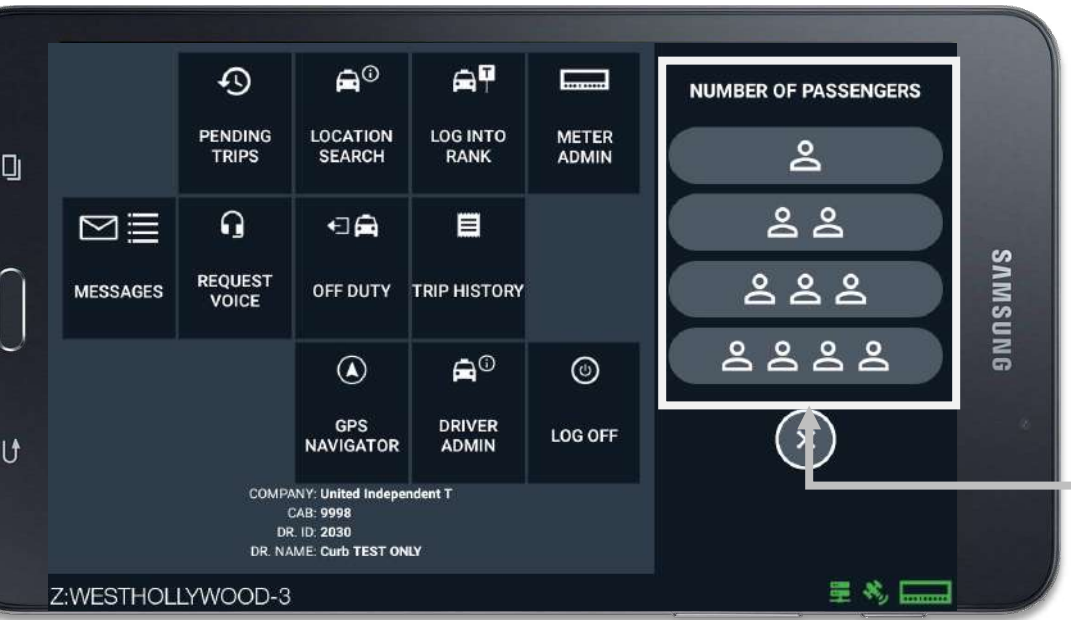 PENDING
TRIPS
LOCATION
SEARCH
LOG INTO
RANK
METER
ADMIN
MESSAGES
REQUEST
VOICE
OFF DUTY
TRIP HISTORY
GPS
NAVIGATOR
DRIVER
ADMIN
LOG OFF
COMPANY: United Independent T
CAB: 9998
DR. ID: 2030
DR. NAME: Curb TEST ONLY
Z:WESTHOLLYWOOD-3
NUMBER OF PASSENGERS
SAMSUNG